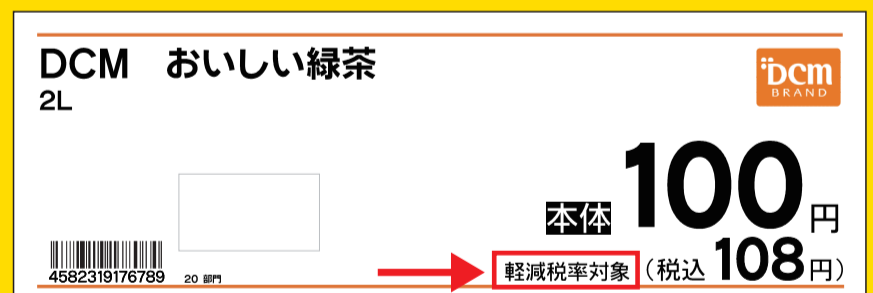 DCM おいしい緑茶
2L
DCM
BRAND
本体 100円
軽減税率対象 (税込 108円)
4582319176789 20 部門